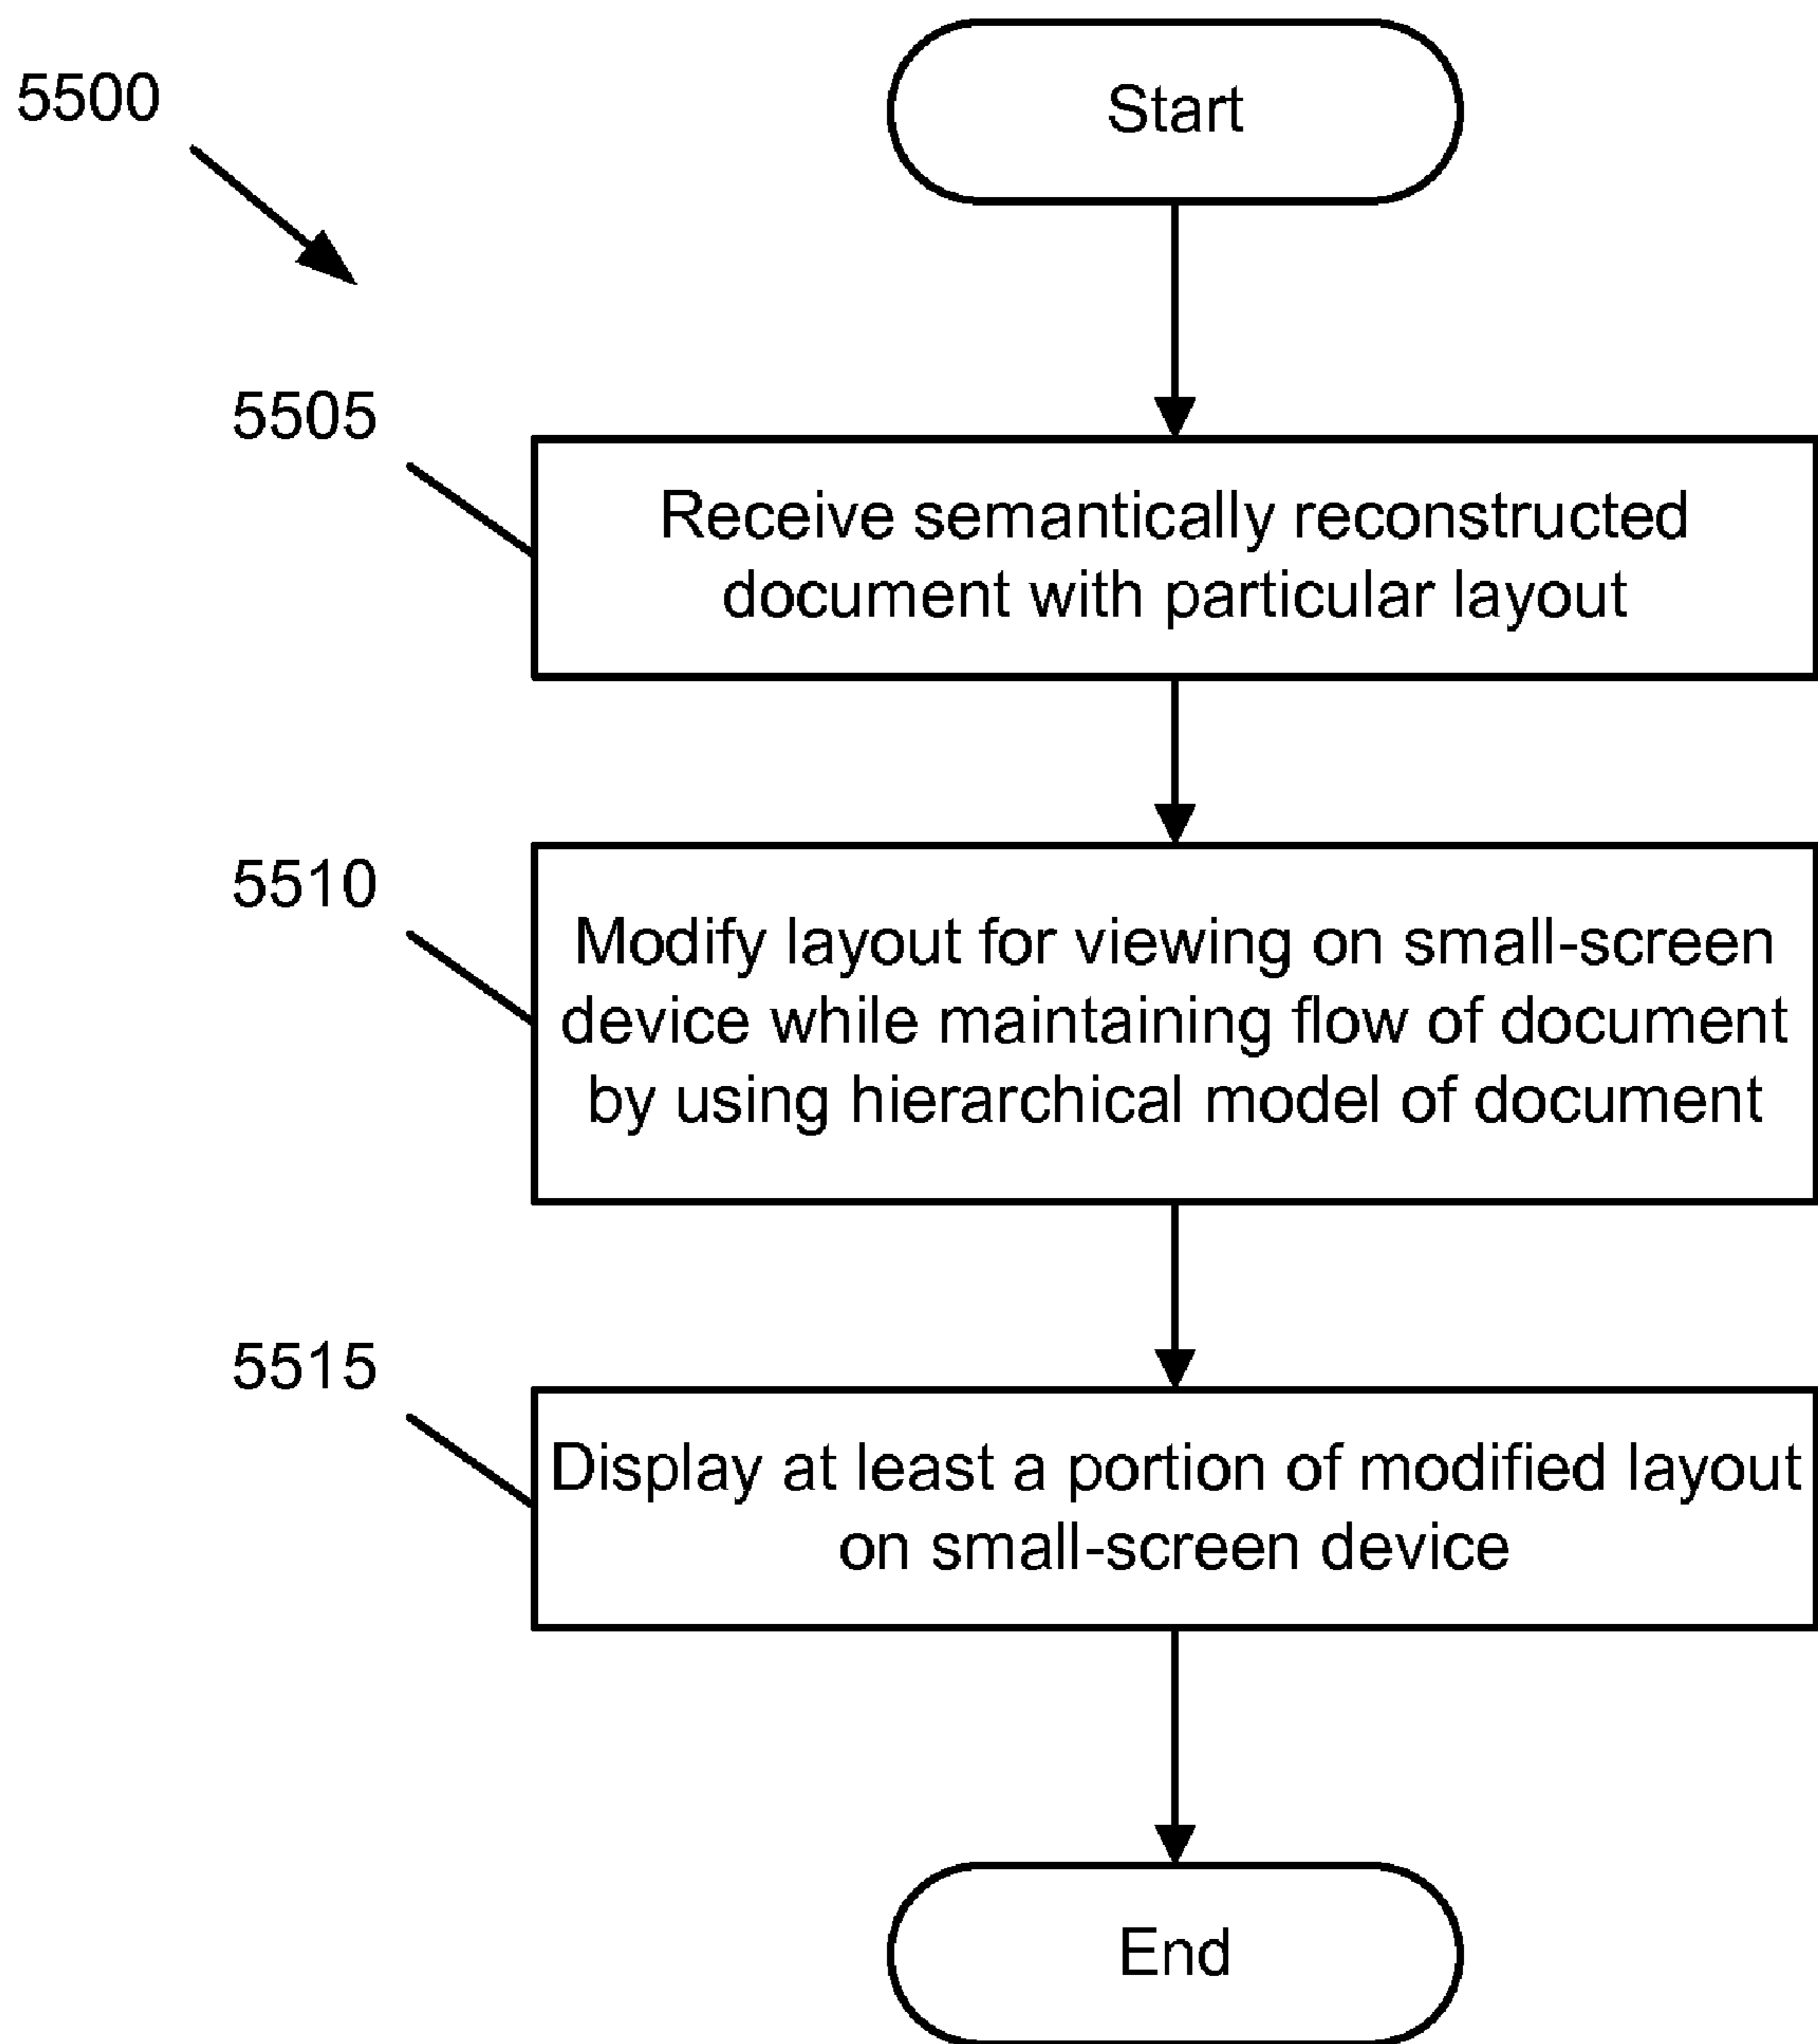 5500
Start
5505
Receive semantically reconstructed
document with particular layout
5510
Modify layout for viewing on small-screen
device while maintaining flow of document
by using hierarchical model of document
5515
Display at least a portion of modified layout
on small-screen device
End